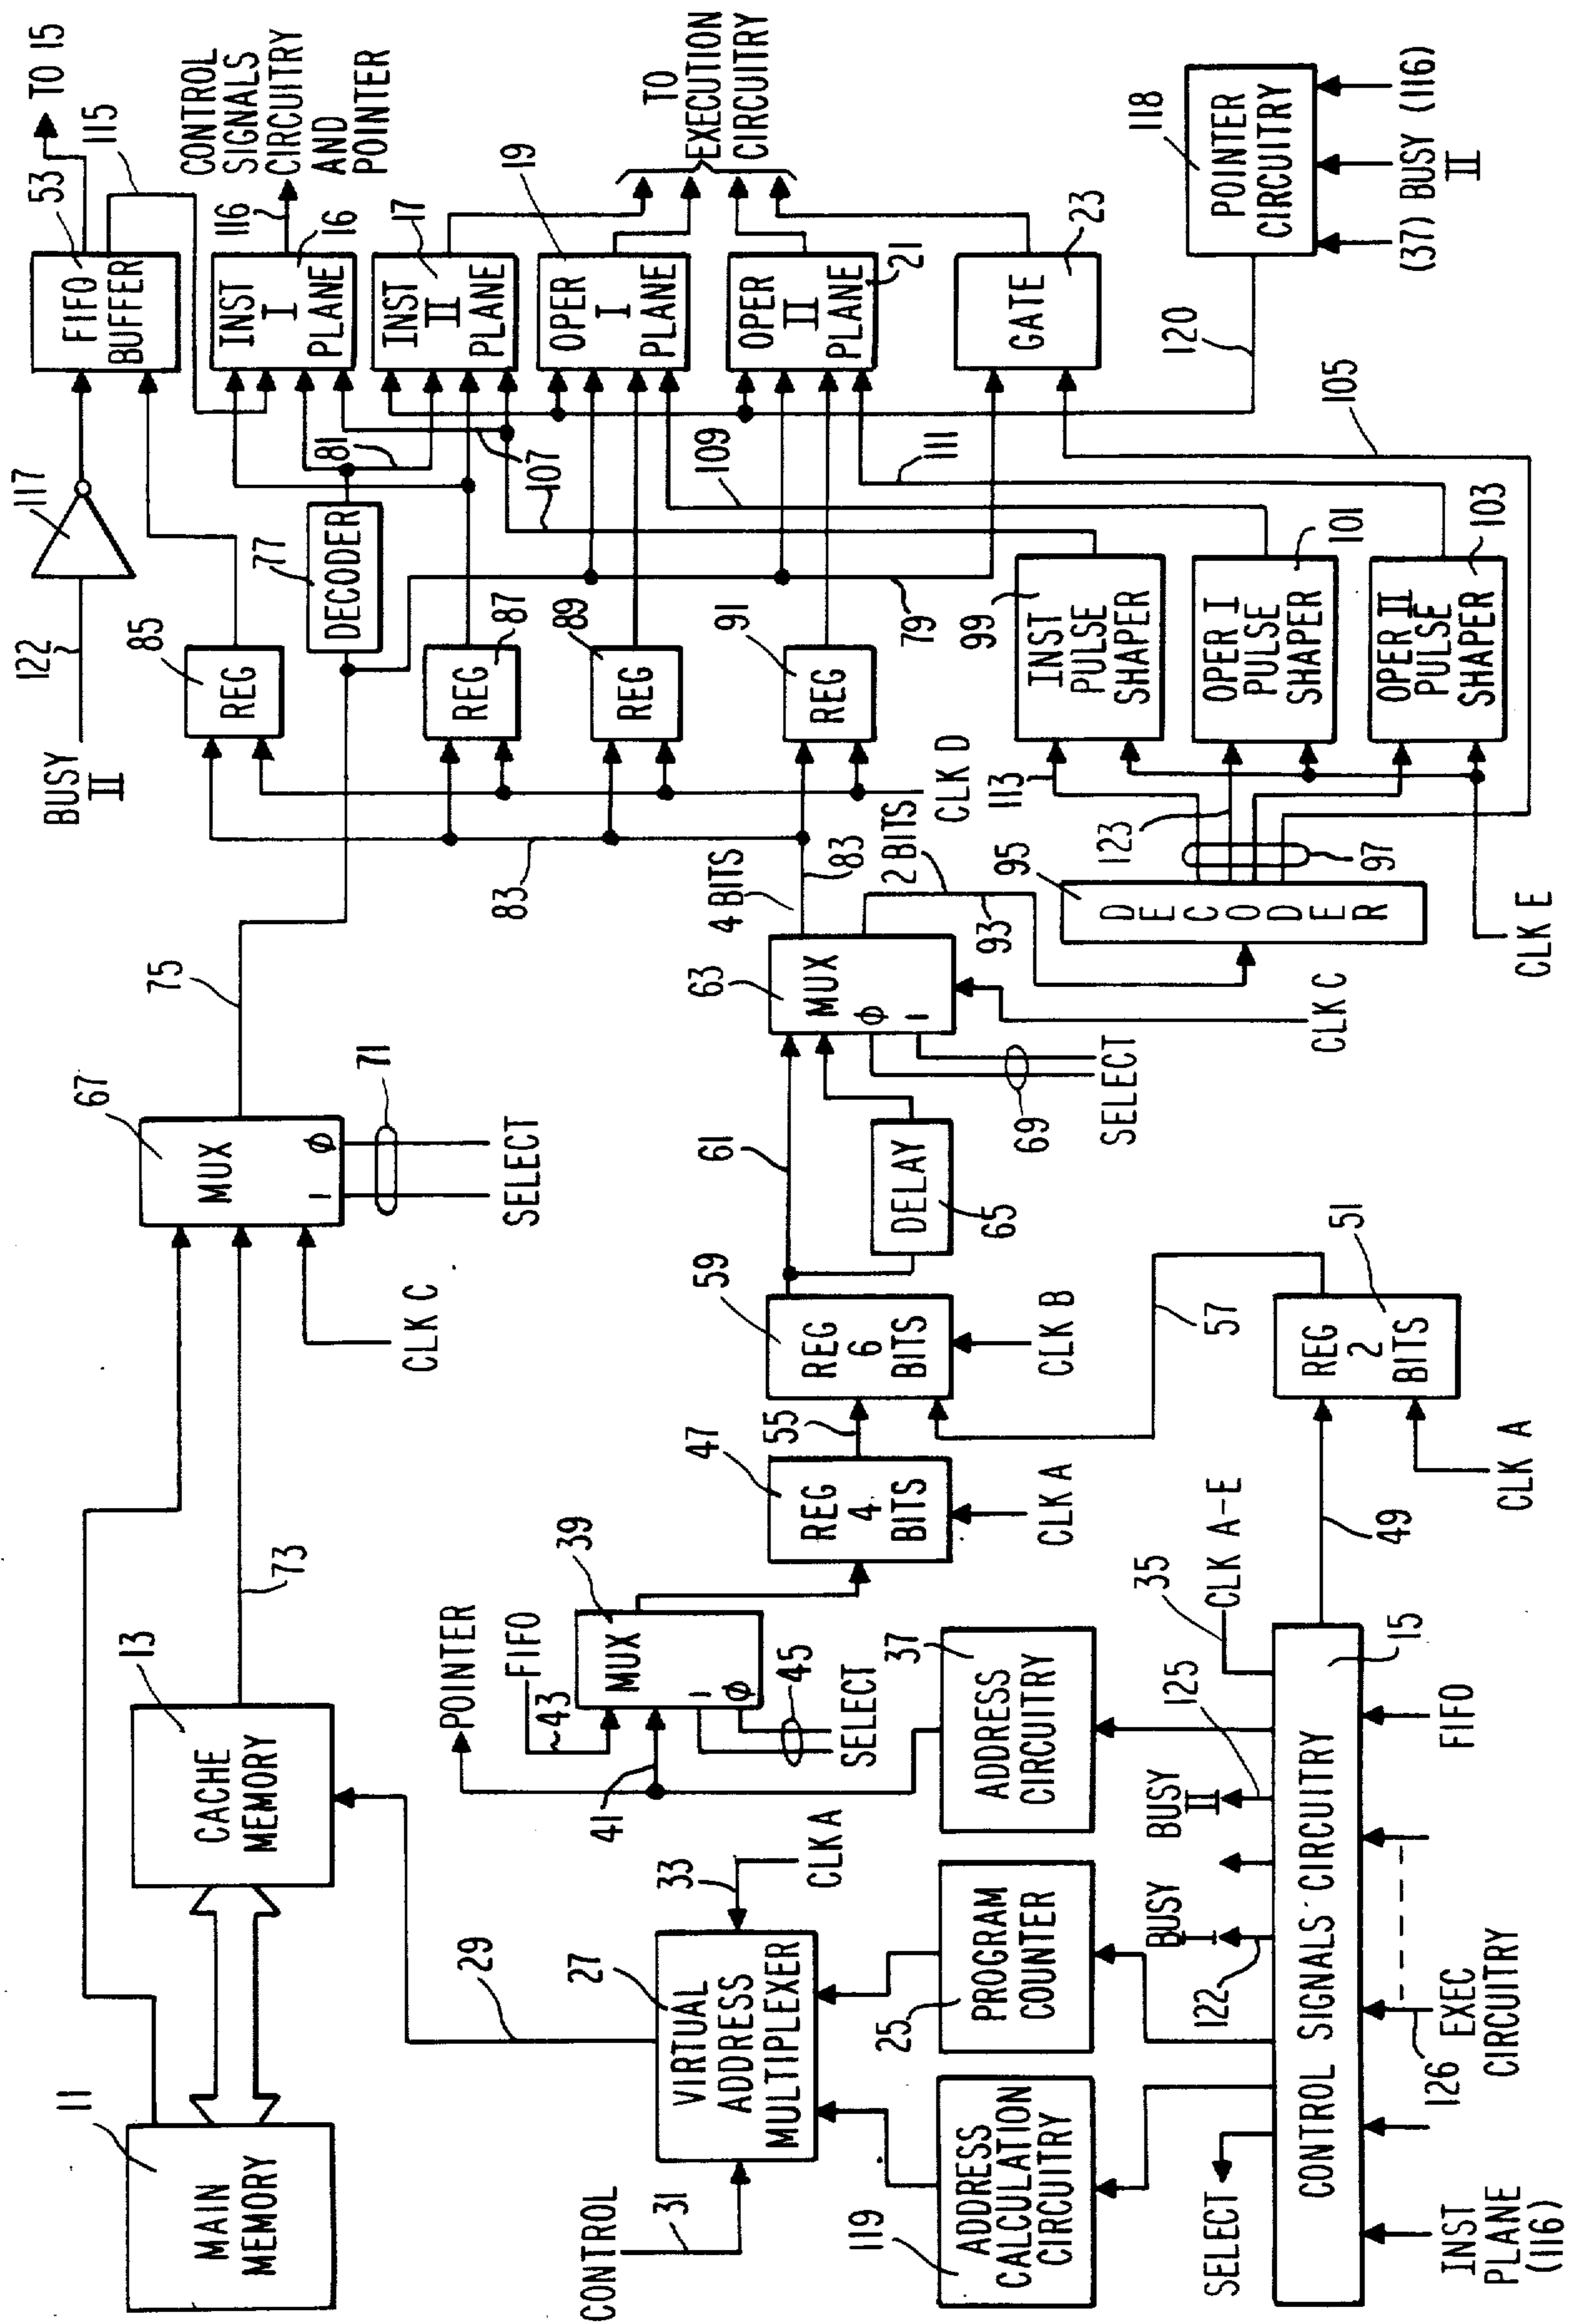 11
MAIN
MEMORY
13
CACHE
MEMORY
73
67
MUX
1 φ
71
SELECT
CLK C
75
29
CONTROL
31
27
VIRTUAL
ADDRESS
MULTIPLEXER
33
CLK A
POINTER
FIFO
43
41
39
MUX
1 φ
45
SELECT
47
REG
4
BITS
CLK A
55
59
REG
6
BITS
CLK B
61
DELAY
65
63
MUX
φ 1
69
SELECT
CLK C
4 BITS
83
83
2 BITS
93
119
ADDRESS
CALCULATION
CIRCUITRY
25
PROGRAM
COUNTER
37
ADDRESS
CIRCUITRY
SELECT
122
BUSY
I
BUSY
II
125
35
CLK A-E
CONTROL SIGNALS CIRCUITRY
15
49
INST
PLANE
(116)
126 EXEC
CIRCUITRY
FIFO
51
REG
2
BITS
57
CLK A
BUSY
II
122
117
53
FIFO
BUFFER
TO 15
115
85
REG
77
DECODER
81
87
REG
89
REG
91
REG
CLK D
107
107
109
111
79
105
116
CONTROL
SIGNALS
CIRCUITRY
AND
POINTER
INST
I
PLANE
16
INST
II
PLANE
17
OPER
I
PLANE
19
OPER
II
PLANE
21
GATE
23
TO
EXECUTION
CIRCUITRY
95
DECODER
97
CLK E
113
123
99
INST
PULSE
SHAPER
OPER I
PULSE
SHAPER
101
OPER II
PULSE
SHAPER
103
120
118
POINTER
CIRCUITRY
(37) BUSY (116)
II